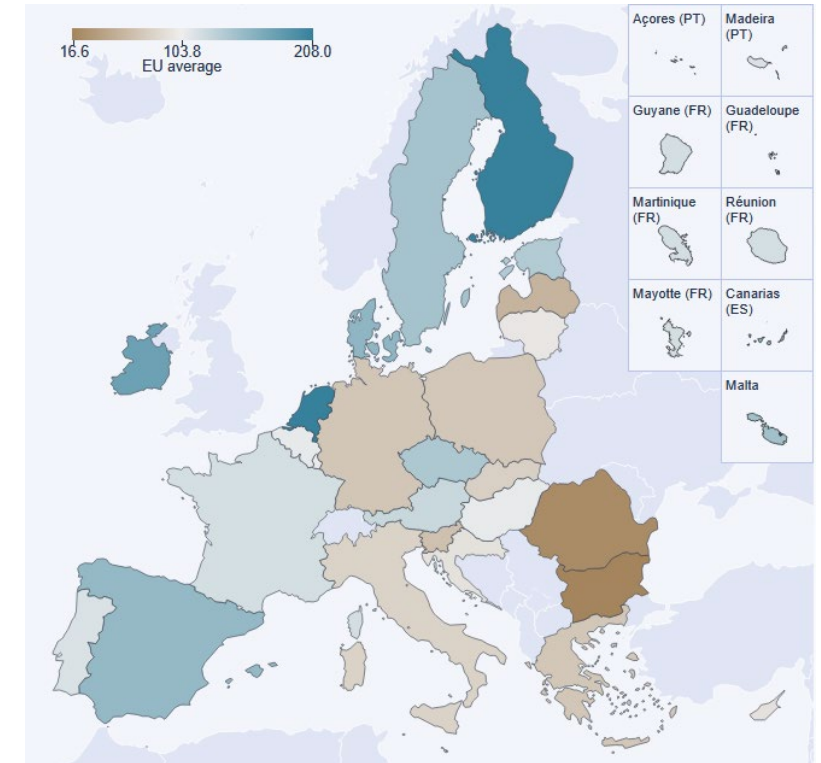 16.6 103.8 208.0
EU average
Açores (PT)
Madeira
(PT)
Guyane (FR)
Guadeloupe
(FR)
Martinique
(FR)
Réunion
(FR)
Mayotte (FR)
Canarias
(ES)
Malta